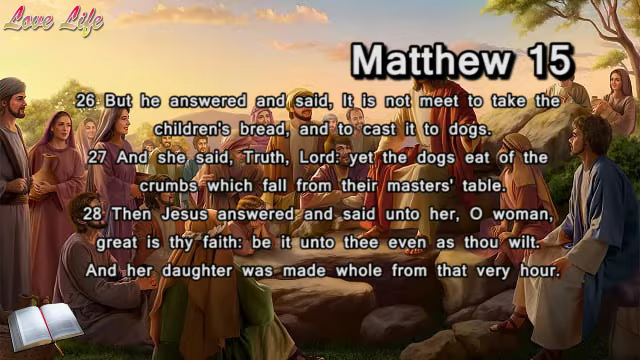 Love Life
Matthew 15
26. But he answered and said, It is not meet to take the
children's bread, and to cast it to dogs.
27 And she said, Truth, Lord: yet the dogs eat of the
crumbs which fall from their masters' table.
28. Then Jesus answered and said unto her, O woman,
great is thy faith: be it unto thee even as thou wilt.
And her daughter was made whole from that very hour.